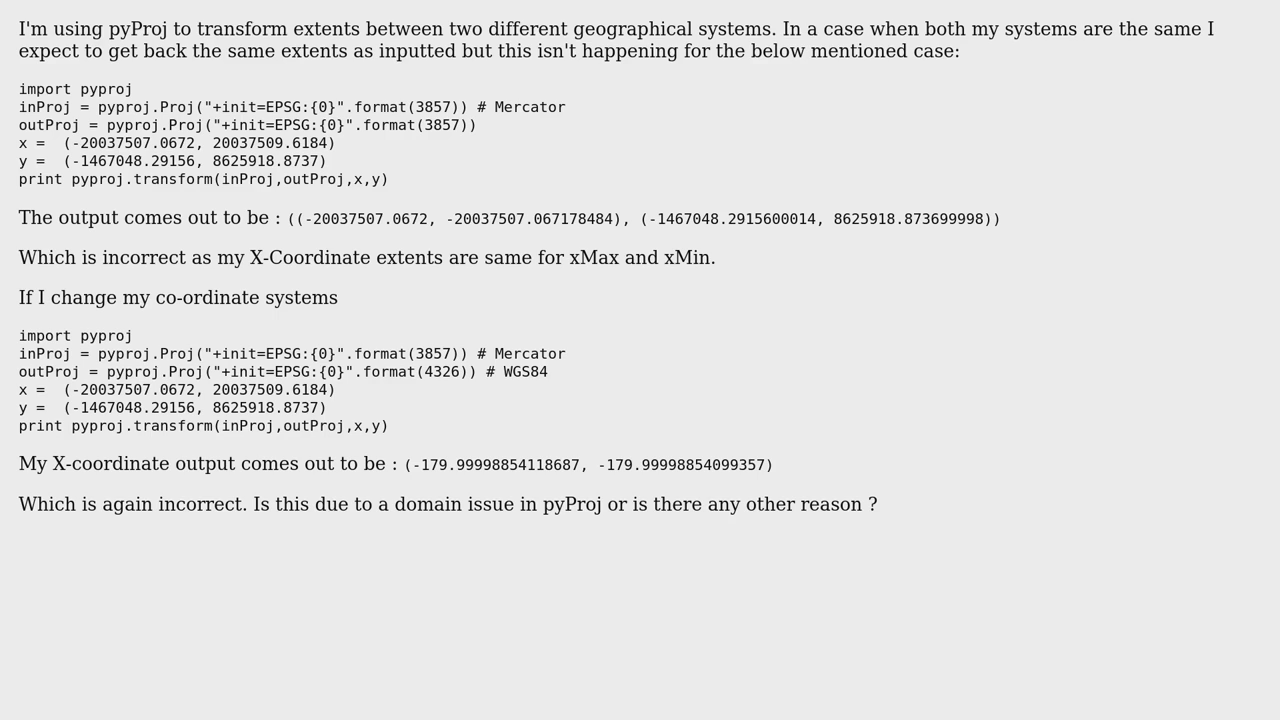 I'm using pyProj to transform extents between two different geographical systems. In a case when both my systems are the same I
expect to get back the same extents as inputted but this isn't happening for the below mentioned case:
import pyproj
inProj = pyproj.Proj("+init=EPSG:{0}".format(3857)) # Mercator
outProj = pyproj.Proj("+init=EPSG:{0}".format(3857))
x =  (-20037507.0672, 20037509.6184)
y =  (-1467048.29156, 8625918.8737)
print pyproj.transform(inProj,outProj,x,y)
The output comes out to be : ((-20037507.0672, -20037507.067178484), (-1467048.2915600014, 8625918.873699998))
Which is incorrect as my X-Coordinate extents are same for xMax and xMin.
If I change my co-ordinate systems
import pyproj
inProj = pyproj.Proj("+init=EPSG:{0}".format(3857)) # Mercator
outProj = pyproj.Proj("+init=EPSG:{0}".format(4326)) # WGS84
x =  (-20037507.0672, 20037509.6184)
y =  (-1467048.29156, 8625918.8737)
print pyproj.transform(inProj,outProj,x,y)
My X-coordinate output comes out to be : (-179.99998854118687, -179.99998854099357)
Which is again incorrect. Is this due to a domain issue in pyProj or is there any other reason ?